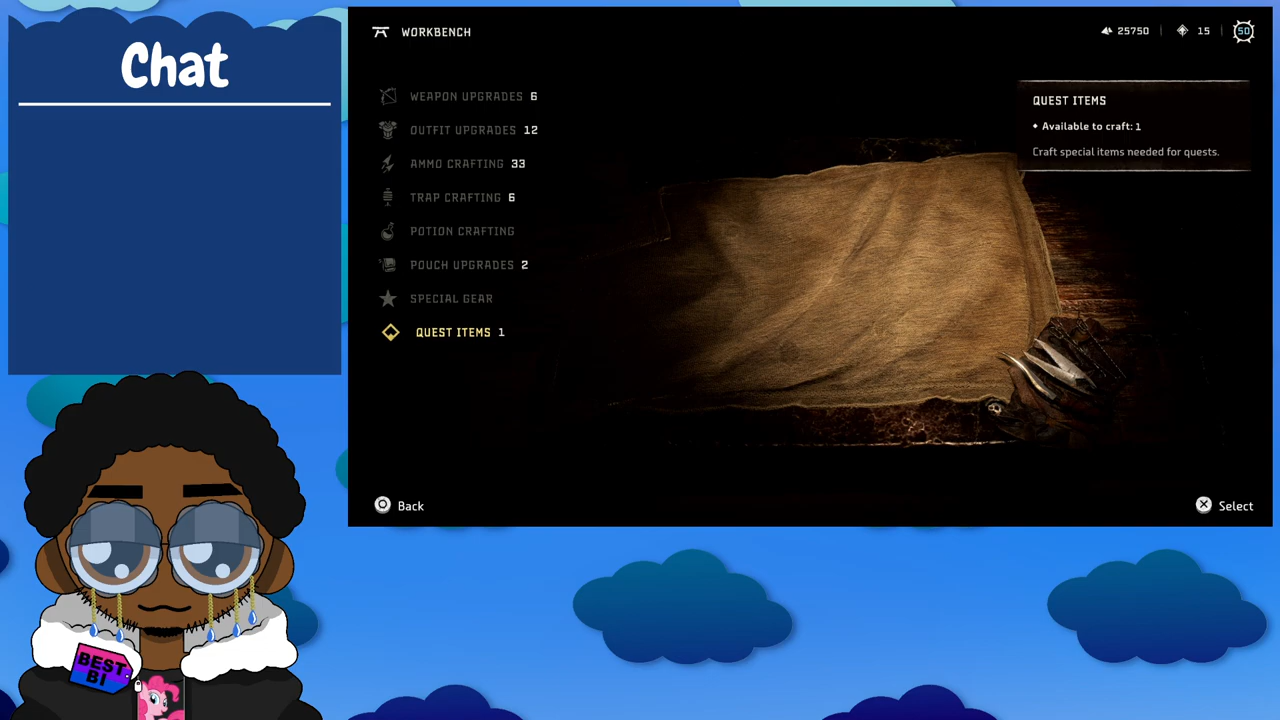 Chat
WORKBENCH
25750
15
50
WEAPON UPGRADES 6
OUTFIT UPGRADES 12
AMMO CRAFTING 33
TRAP CRAFTING 6
POTION CRAFTING
POUCH UPGRADES 2
SPECIAL GEAR
QUEST ITEMS 1
QUEST ITEMS
Available to craft: 1
Craft special items needed for quests.
Back
Select
BEST
BI